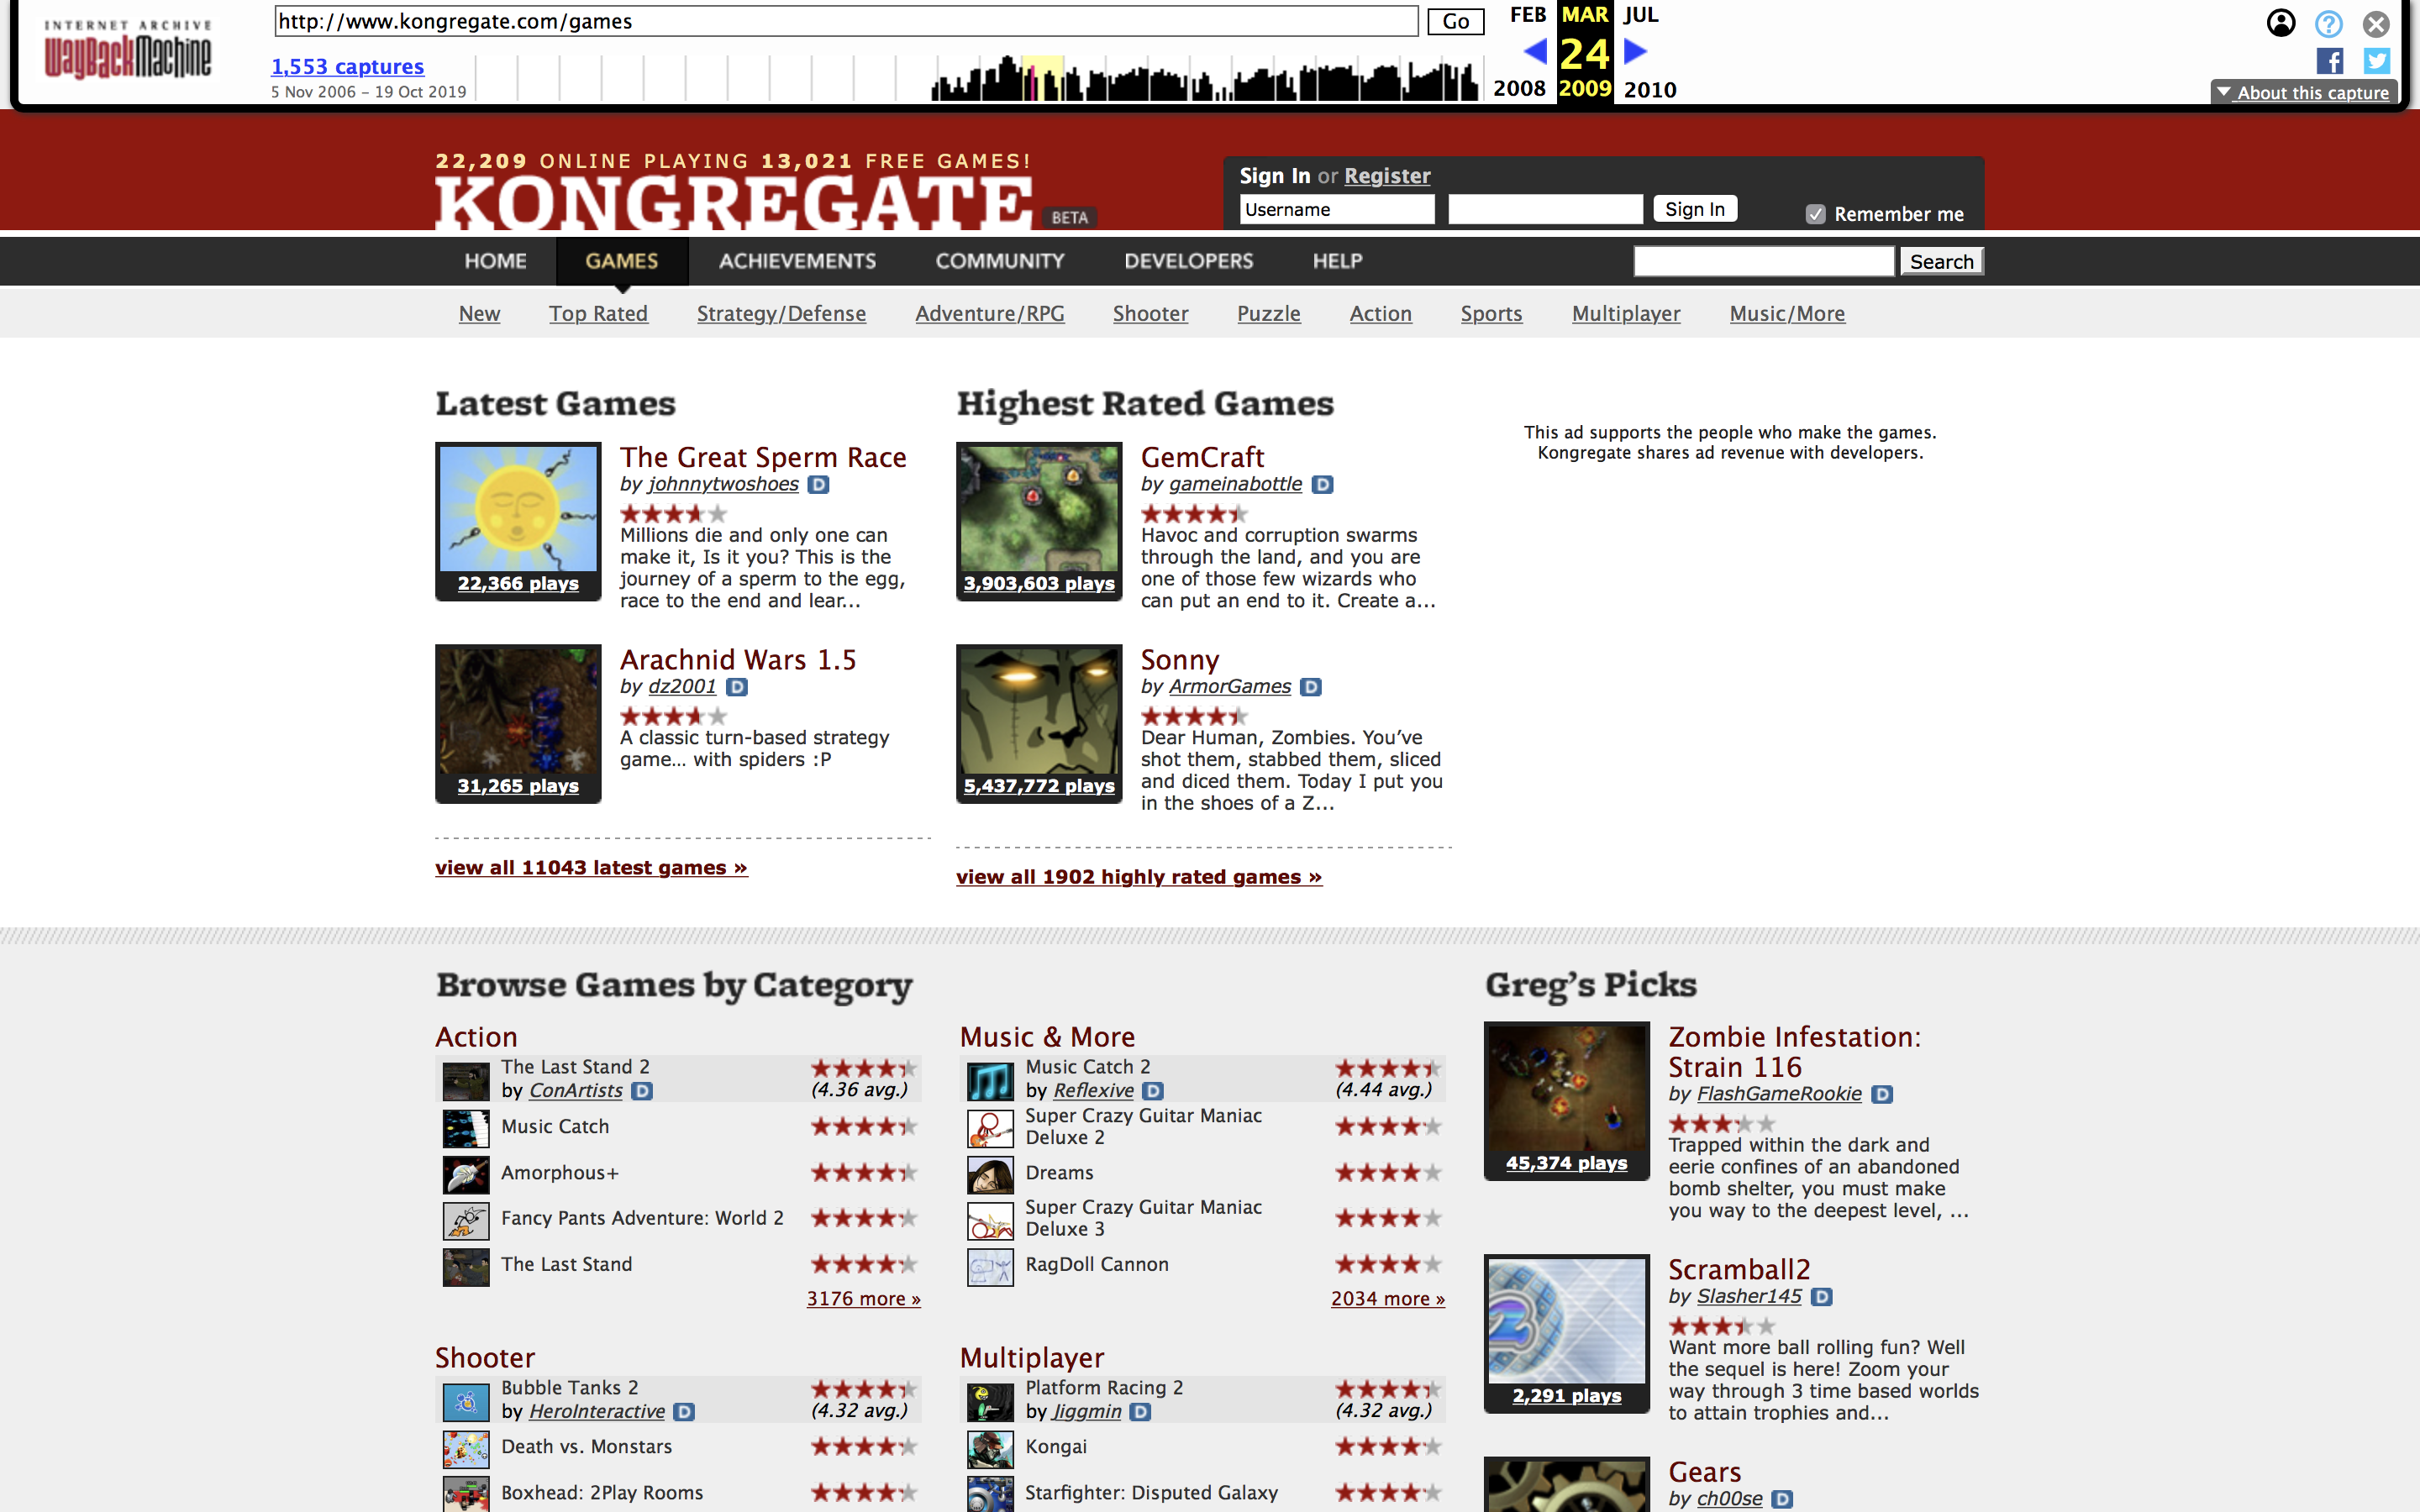 INTERNET ARCHIVE
WayBackMachine
http://www.kongregate.com/games
Go
1,553 captures
5 Nov 2006 – 19 Oct 2019
FEB MAR JUL
24
2008 2009 2010
About this capture
22,209 ONLINE PLAYING 13,021 FREE GAMES!
KONGREGATE BETA
Sign In or Register
Username
Sign In
Remember me
HOME GAMES ACHIEVEMENTS COMMUNITY DEVELOPERS HELP
Search
New Top Rated Strategy/Defense Adventure/RPG Shooter Puzzle Action Sports Multiplayer Music/More
Latest Games
The Great Sperm Race
by johnnytwoshoes D
Millions die and only one can
make it, Is it you? This is the
journey of a sperm to the egg,
race to the end and lear...
22,366 plays
Arachnid Wars 1.5
by dz2001 D
A classic turn-based strategy
game... with spiders :P
31,265 plays
view all 11043 latest games »
Highest Rated Games
GemCraft
by gameinabottle D
Havoc and corruption swarms
through the land, and you are
one of those few wizards who
can put an end to it. Create a...
3,903,603 plays
Sonny
by ArmorGames D
Dear Human, Zombies. You’ve
shot them, stabbed them, sliced
and diced them. Today I put you
in the shoes of a Z...
5,437,772 plays
view all 1902 highly rated games »
This ad supports the people who make the games.
Kongregate shares ad revenue with developers.
Browse Games by Category
Action
The Last Stand 2
by ConArtists D
(4.36 avg.)
Music Catch
Amorphous+
Fancy Pants Adventure: World 2
The Last Stand
3176 more »
Music & More
Music Catch 2
by Reflexive D
(4.44 avg.)
Super Crazy Guitar Maniac
Deluxe 2
Dreams
Super Crazy Guitar Maniac
Deluxe 3
RagDoll Cannon
2034 more »
Shooter
Bubble Tanks 2
by HeroInteractive D
(4.32 avg.)
Death vs. Monstars
Boxhead: 2Play Rooms
Multiplayer
Platform Racing 2
by Jiggmin D
(4.32 avg.)
Kongai
Starfighter: Disputed Galaxy
Greg’s Picks
Zombie Infestation:
Strain 116
by FlashGameRookie D
Trapped within the dark and
eerie confines of an abandoned
bomb shelter, you must make
you way to the deepest level, ...
45,374 plays
Scramball2
by Slasher145 D
Want more ball rolling fun? Well
the sequel is here! Zoom your
way through 3 time based worlds
to attain trophies and...
2,291 plays
Gears
by ch00se D